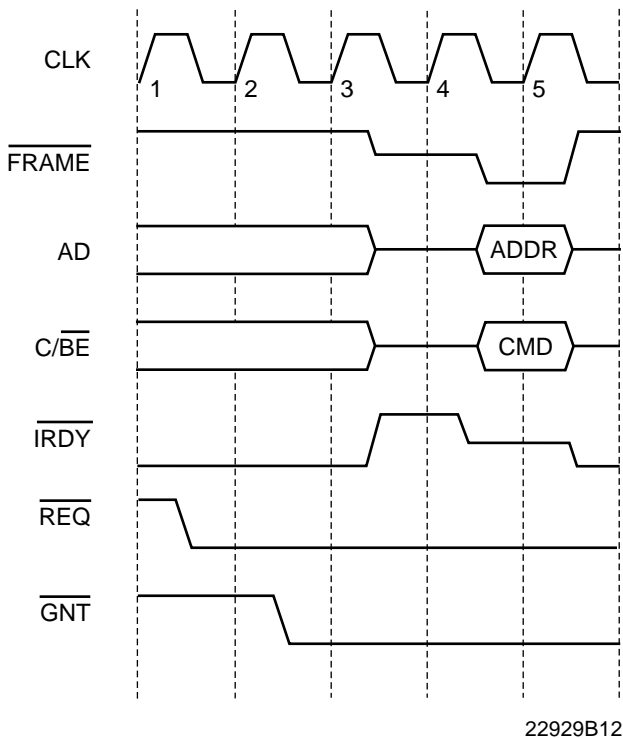 CLK
1 2 3 4 5
FRAME
AD
ADDR
C/BE
CMD
IRDY
REQ
GNT
22929B12